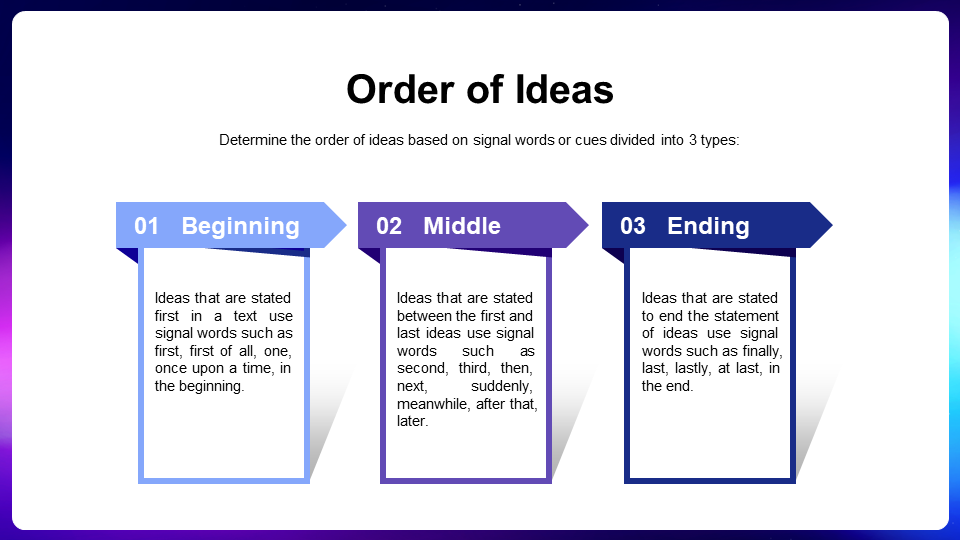 Order of Ideas
Determine the order of ideas based on signal words or cues divided into 3 types:
01 Beginning
Ideas that are stated
first in a text use
signal words such as
first, first of all, one,
once upon a time, in
the beginning.
02 Middle
Ideas that are stated
between the first and
last ideas use signal
words such as
second, third, then,
next, suddenly,
meanwhile, after that,
later.
03 Ending
Ideas that are stated
to end the statement
of ideas use signal
words such as finally,
last, lastly, at last, in
the end.